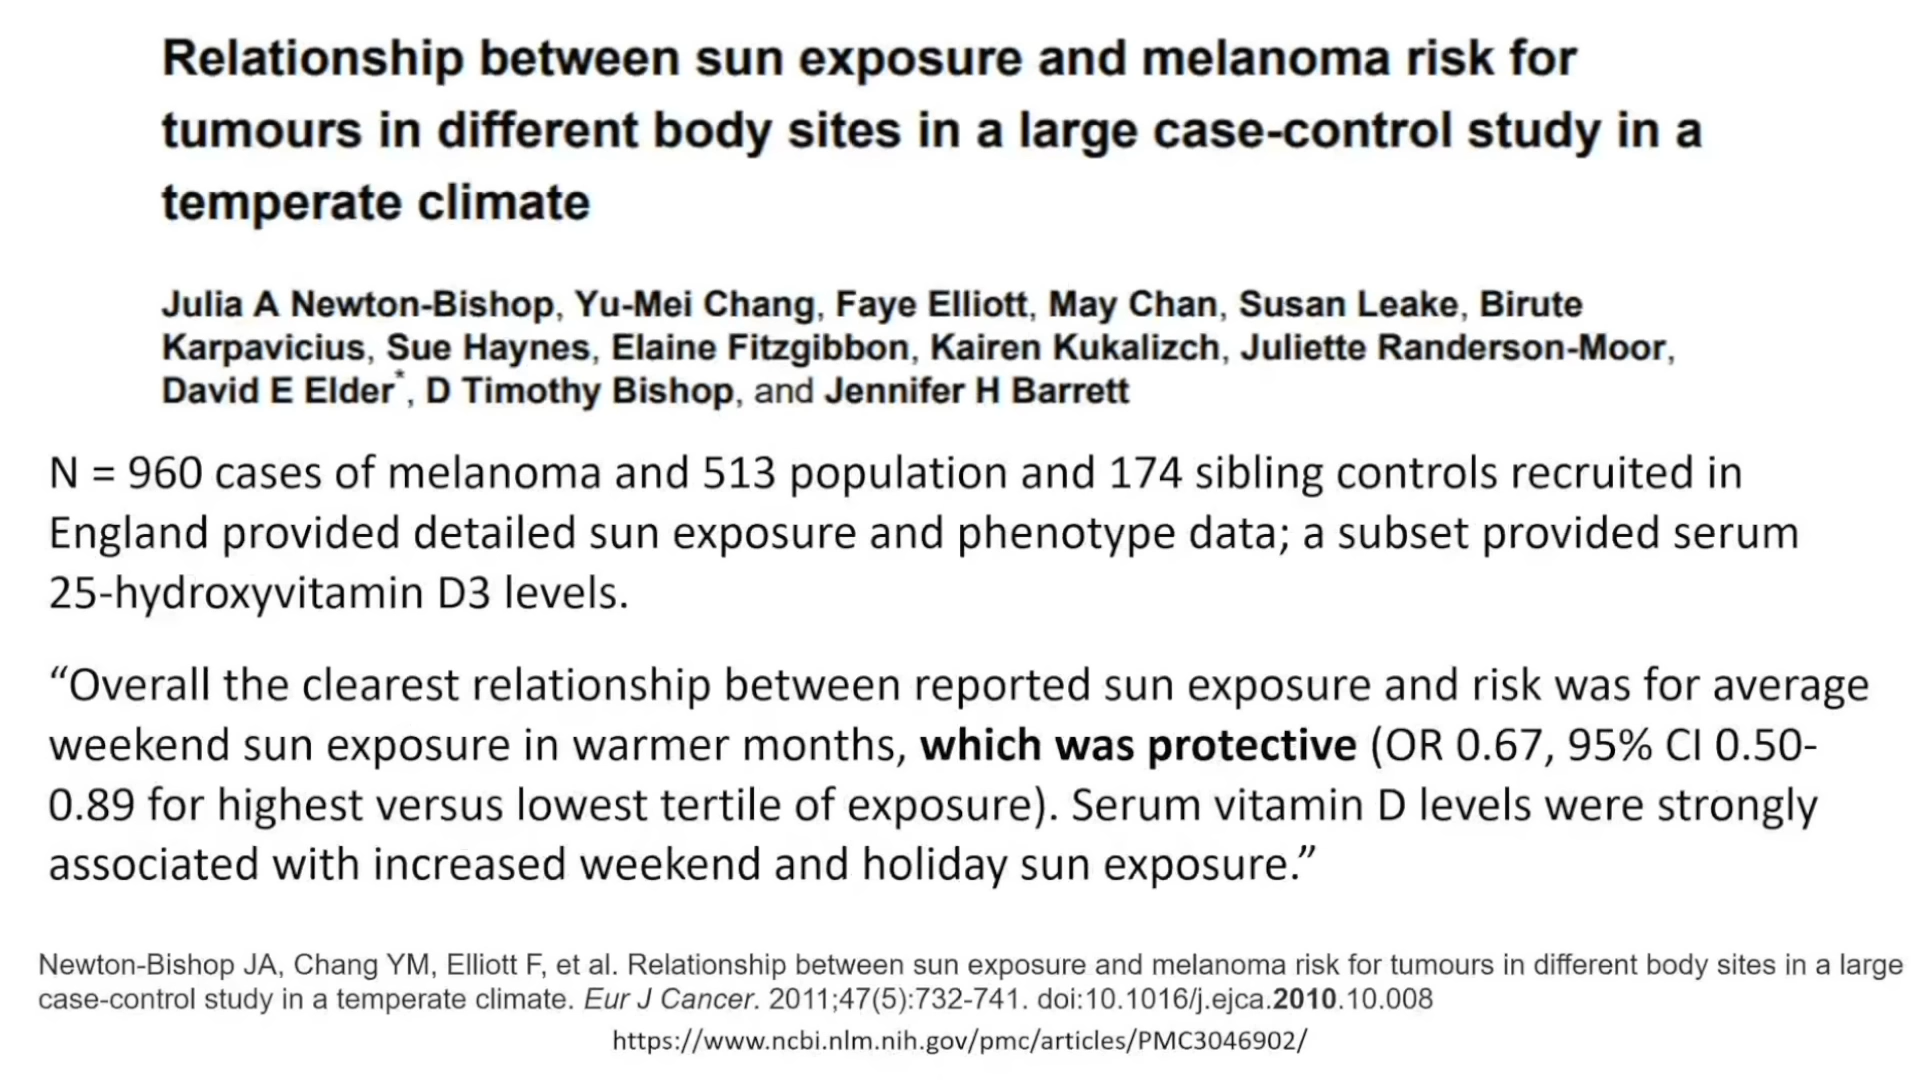 Relationship between sun exposure and melanoma risk for
tumours in different body sites in a large case-control study in a
temperate climate
Julia A Newton-Bishop, Yu-Mei Chang, Faye Elliott, May Chan, Susan Leake, Birute
Karpavicius, Sue Haynes, Elaine Fitzgibbon, Kairen Kukalizch, Juliette Randerson-Moor,
David E Elder*, D Timothy Bishop, and Jennifer H Barrett
N = 960 cases of melanoma and 513 population and 174 sibling controls recruited in
England provided detailed sun exposure and phenotype data; a subset provided serum
25-hydroxyvitamin D3 levels.
“Overall the clearest relationship between reported sun exposure and risk was for average
weekend sun exposure in warmer months, which was protective (OR 0.67, 95% CI 0.50-
0.89 for highest versus lowest tertile of exposure). Serum vitamin D levels were strongly
associated with increased weekend and holiday sun exposure.”
Newton-Bishop JA, Chang YM, Elliott F, et al. Relationship between sun exposure and melanoma risk for tumours in different body sites in a large
case-control study in a temperate climate. Eur J Cancer. 2011;47(5):732-741. doi:10.1016/j.ejca.2010.10.008
https://www.ncbi.nlm.nih.gov/pmc/articles/PMC3046902/